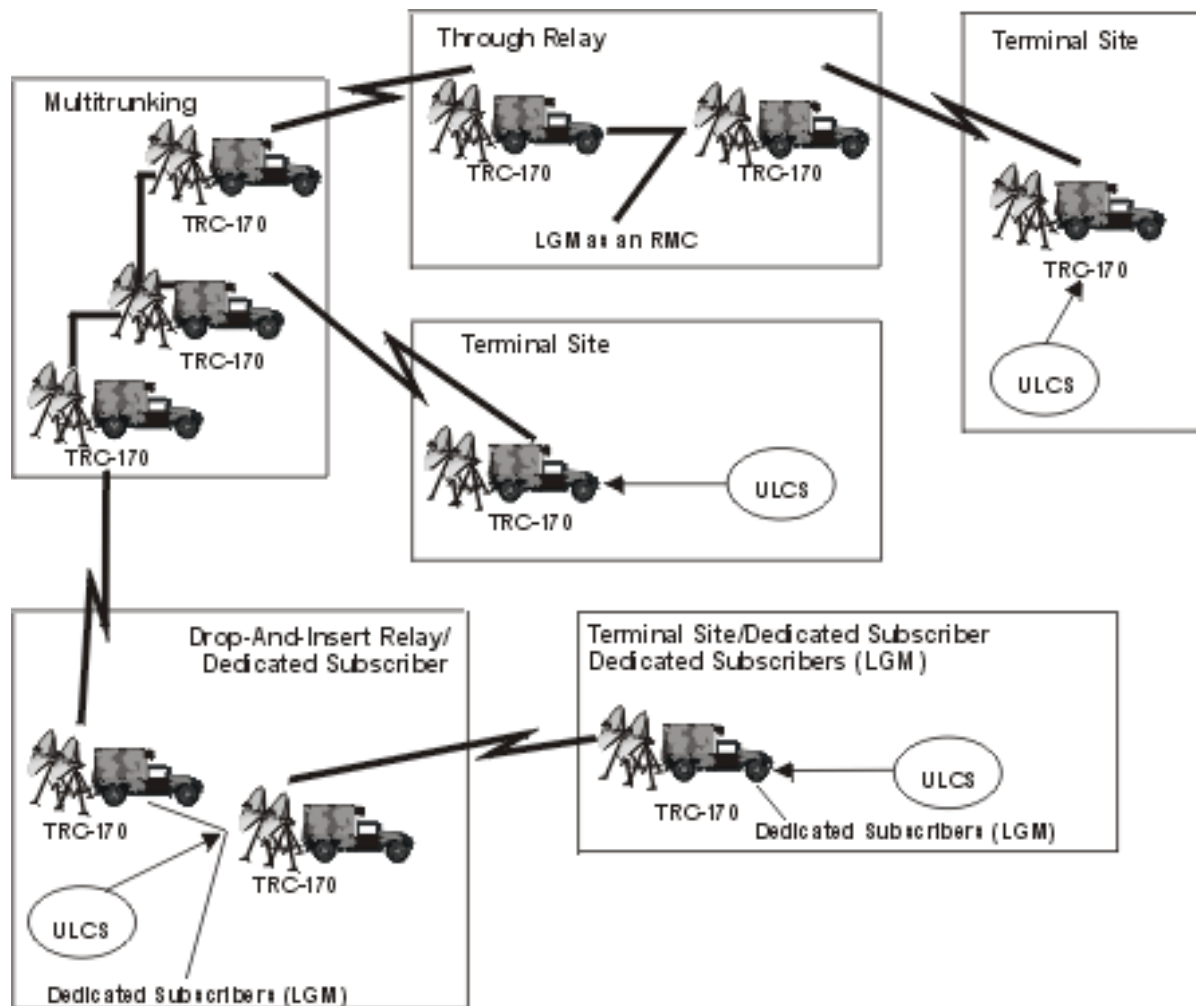 Multitrunking
TRC-170
TRC-170
TRC-170
Through Relay
TRC-170
TRC-170
LGM as an RMC
Terminal Site
TRC-170
ULCS
Terminal Site
TRC-170
ULCS
Drop-And-Insert Relay/
Dedicated Subscriber
TRC-170
TRC-170
ULCS
Dedicated Subscribers (LGM)
Terminal Site/Dedicated Subscriber
Dedicated Subscribers (LGM)
TRC-170
ULCS
Dedicated Subscribers (LGM)